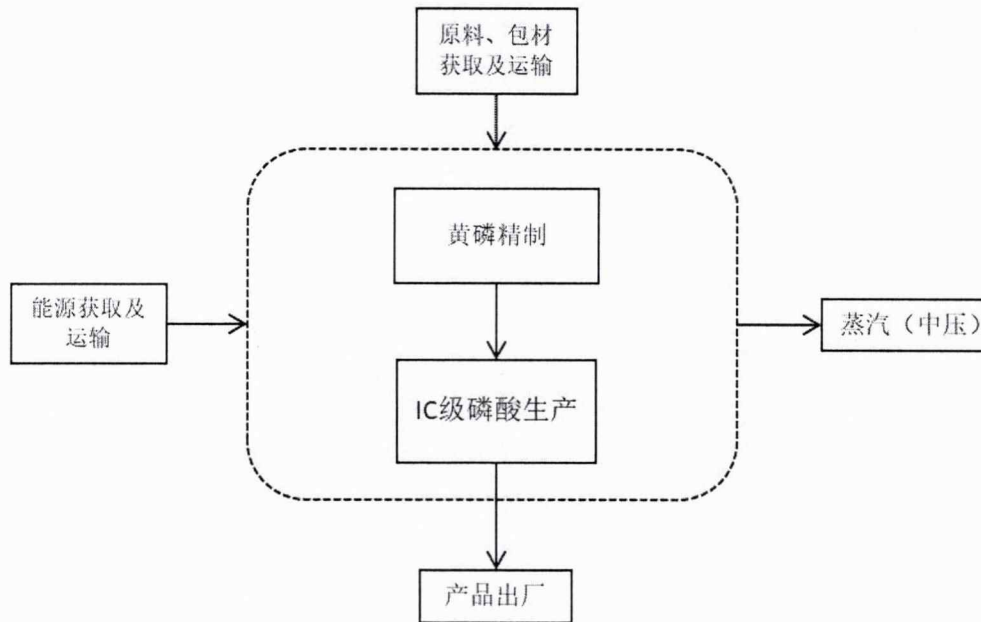 原料、包材
获取及运输
黄磷精制
能源获取及
运输
蒸汽（中压）
IC级磷酸生产
产品出厂